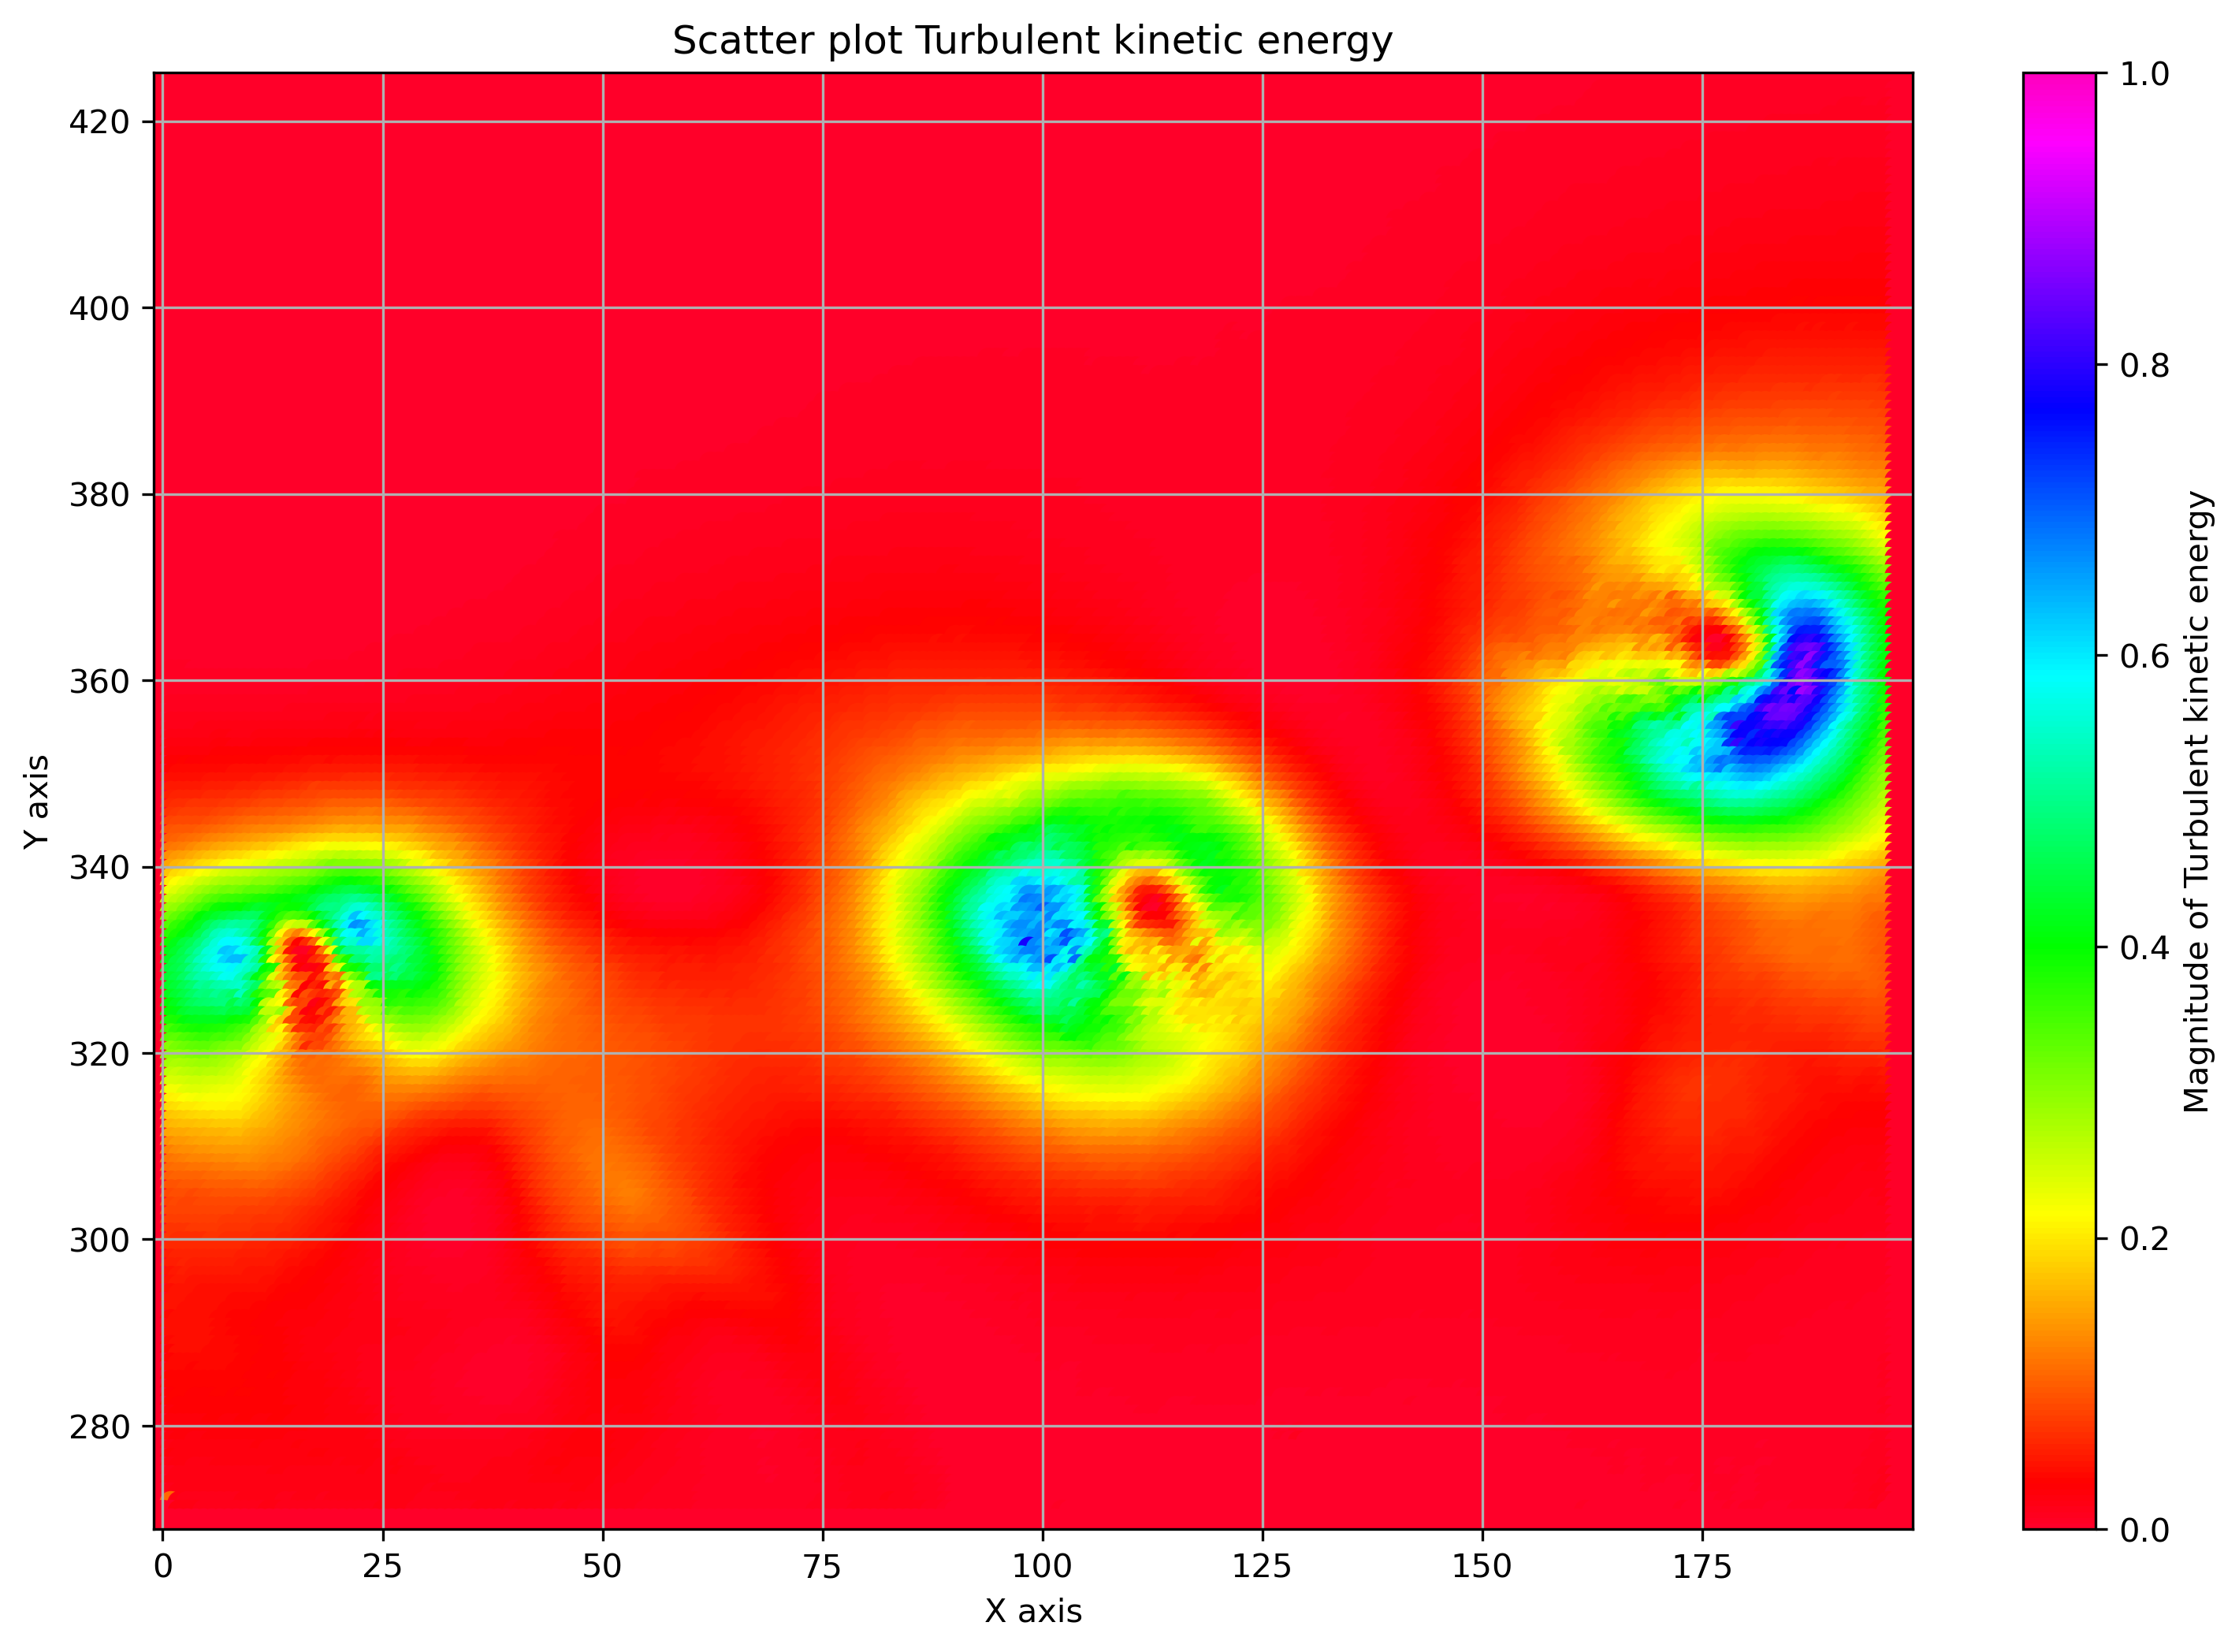 Scatter plot Turbulent kinetic energy
420
400
380
360
340
320
300
280
Y axis
0 25 50 75 100 125 150 175
X axis
1.0
0.8
0.6
0.4
0.2
0.0
Magnitude of Turbulent kinetic energy